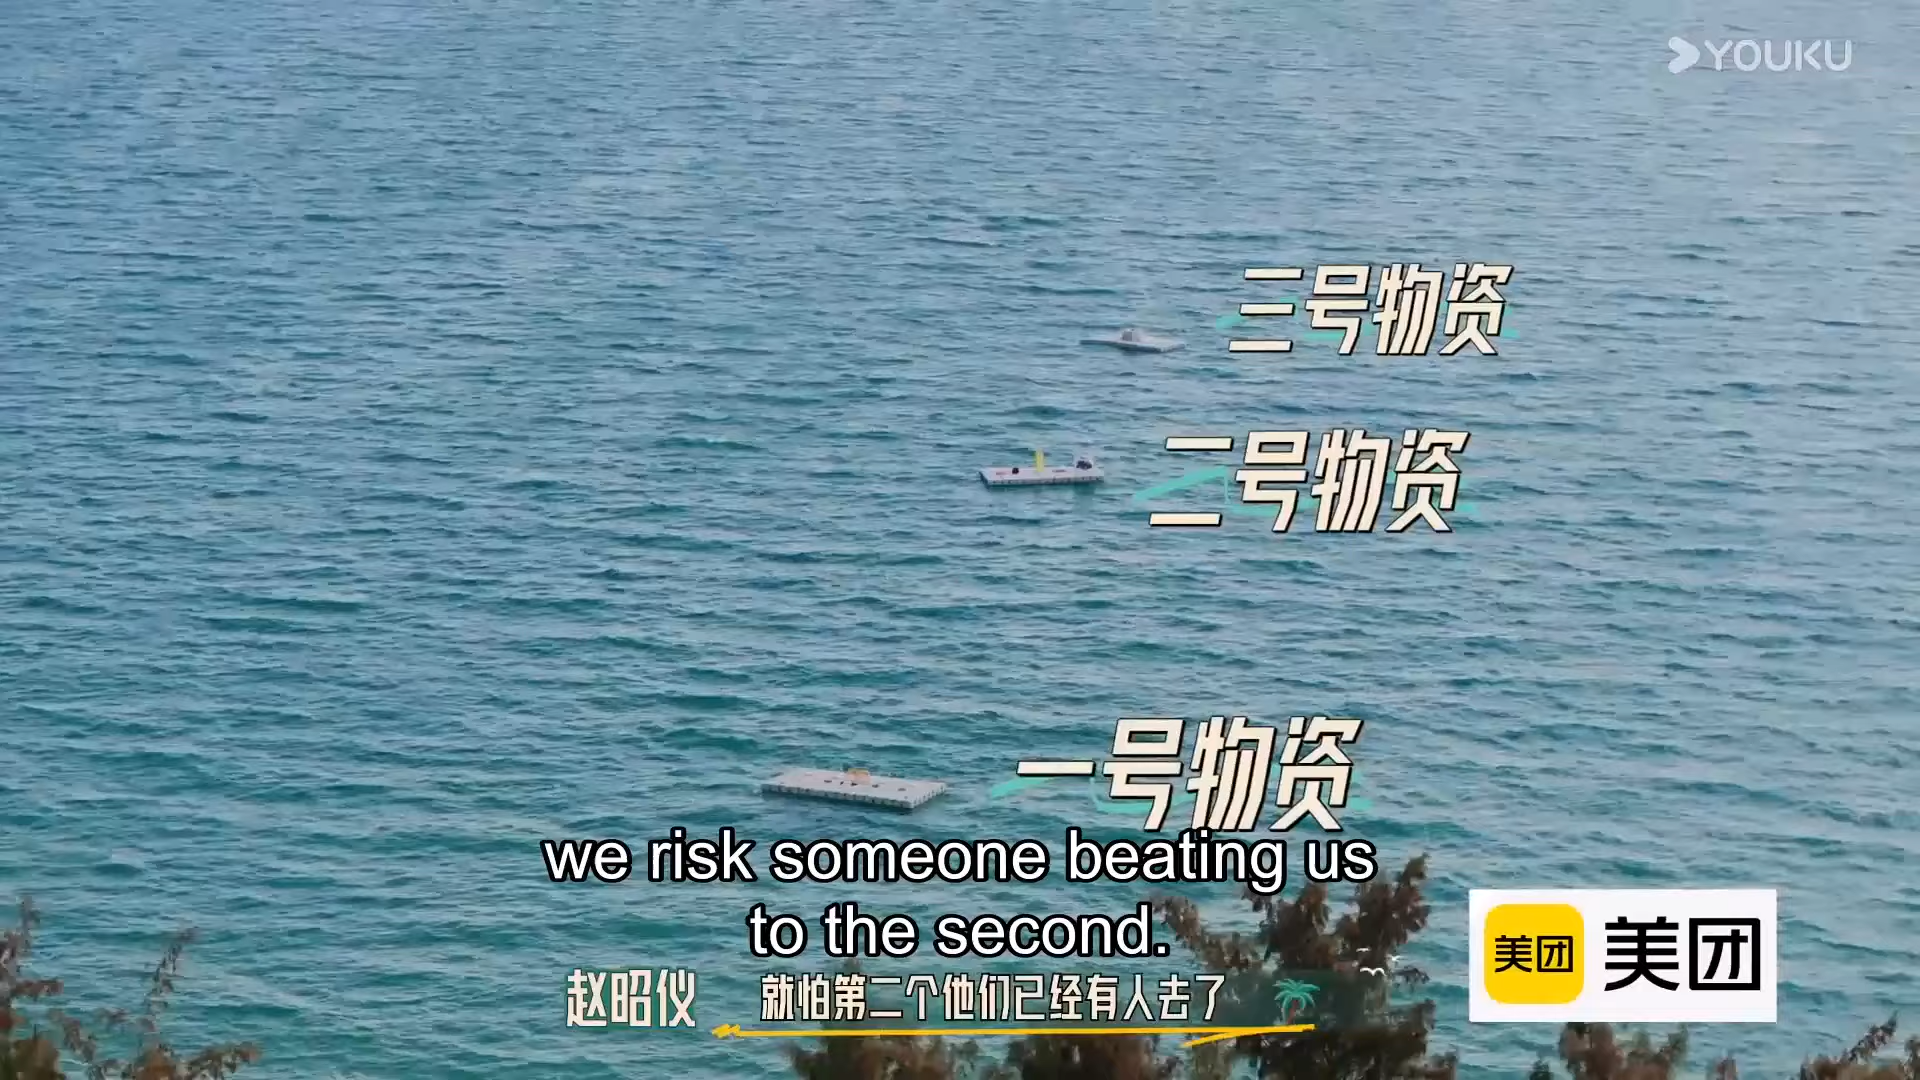 YOUKU
三号物资
二号物资
一号物资
we risk someone beating us
to the second.
赵昭仪 就怕第二个他们已经有人去了
美团 美团